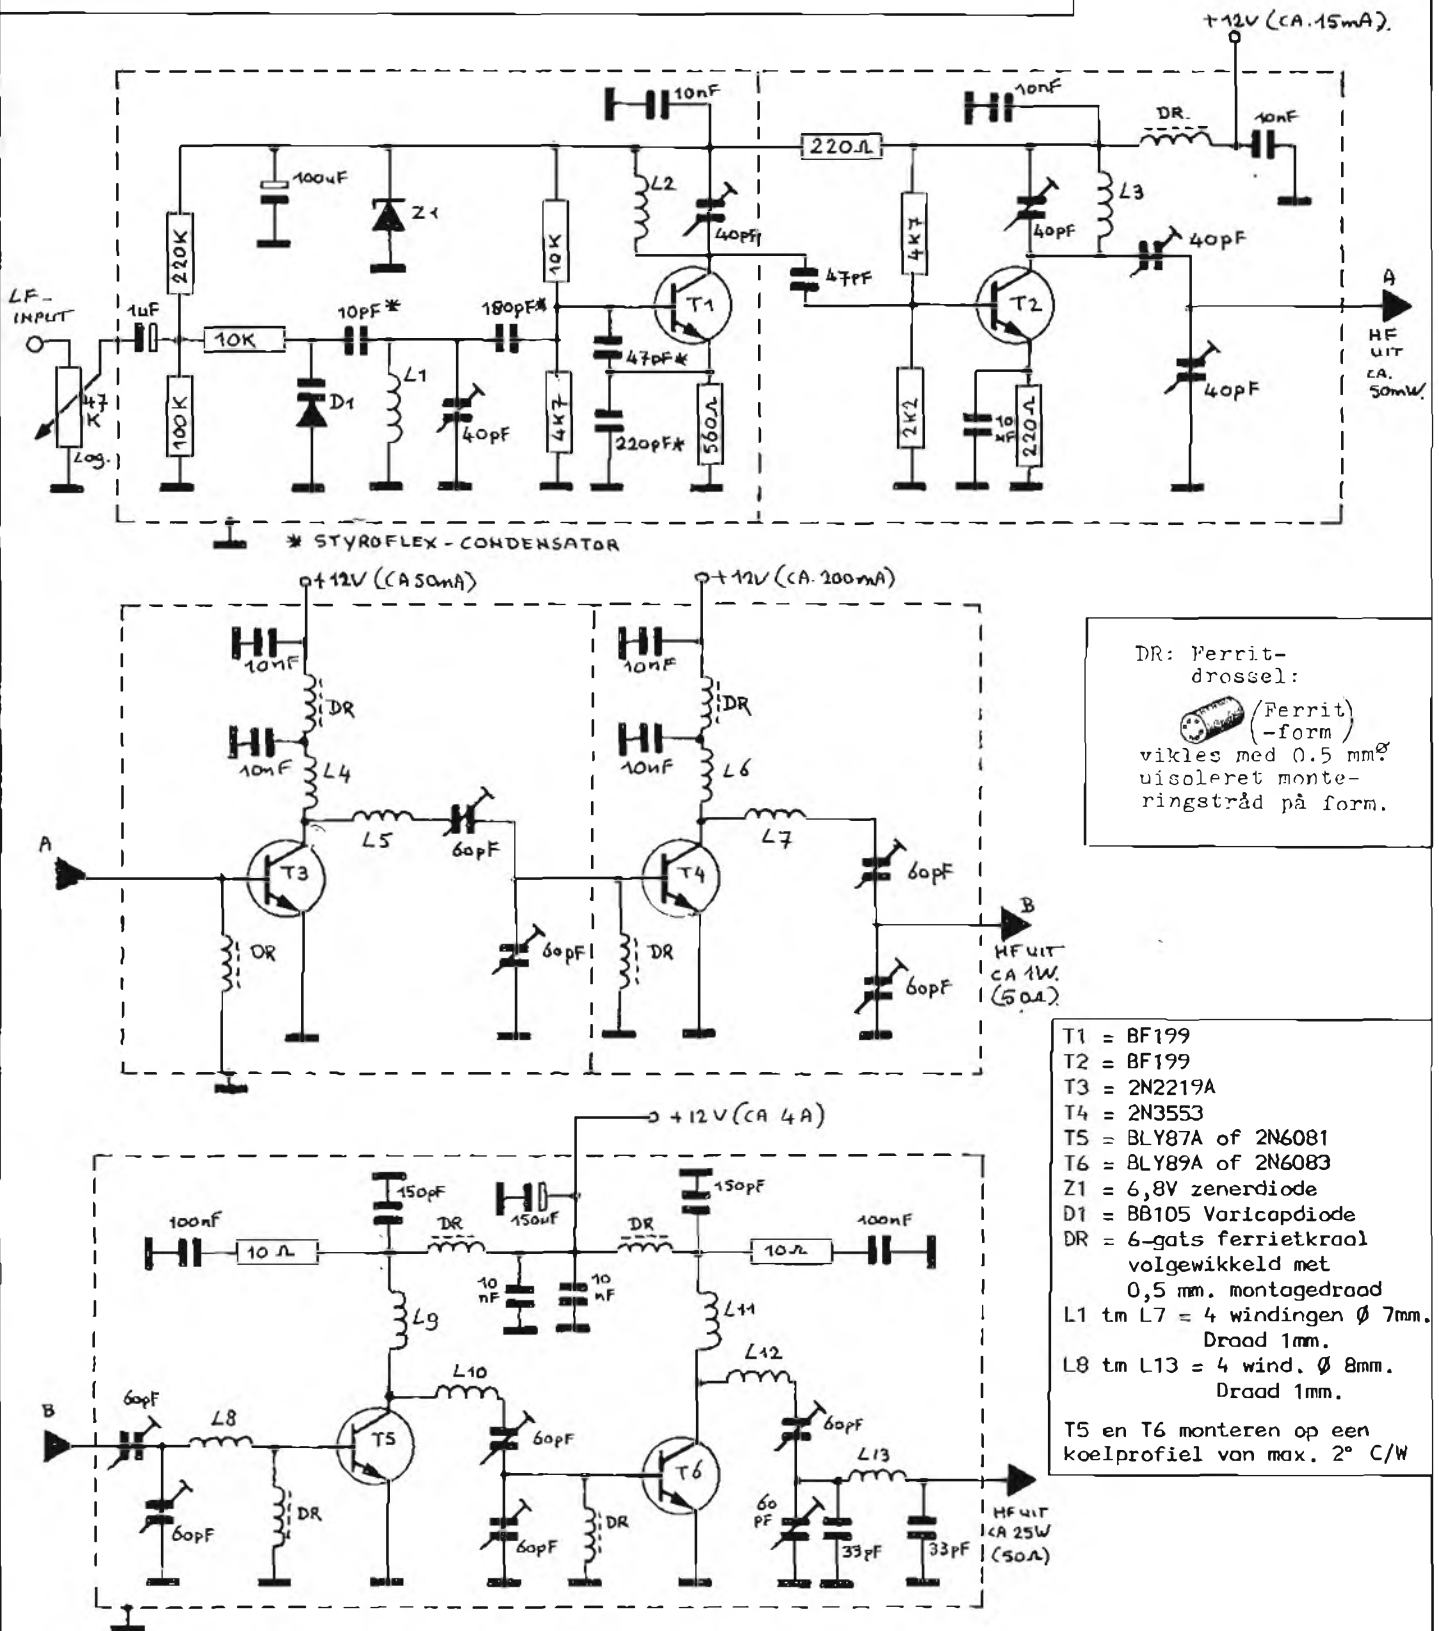 +12V (CA. 15mA).
10nF
10nF
DR.
10nF
220Ω
100uF
Z1
L2
40pF
220K
10K
4K7
40pF
L3
40pF
47pF
LF-
INPUT
1uF
10K
10pF*
180pF*
T1
T2
A
HF
UIT
CA.
50mW.
47
K
Log.
100K
D1
L1
40pF
4K7
47pF*
220pF*
560Ω
2K2
10
nF
220Ω
40pF
* STYROFLEX-CONDENSATOR
+12V (CA 50mA)
+12V (CA. 200mA)
10nF
DR
10nF
L4
10nF
DR
10nF
L6
DR: Ferrit-
drossel:
(Ferrit)
(-form)
vikles med 0.5 mmø
uisoleret monte-
ringstråd på form.
A
T3
L5
60pF
T4
L7
60pF
DR
60pF
DR
60pF
B
HF UIT
CA 1W.
(50Ω)
T1 = BF199
T2 = BF199
T3 = 2N2219A
T4 = 2N3553
T5 = BLY87A of 2N6081
T6 = BLY89A of 2N6083
Z1 = 6,8V zenerdiode
D1 = BB105 Varicapdiode
DR = 6-gats ferrietkraal
volgewikkeld met
0,5 mm. montagedraad
L1 tm L7 = 4 windingen Ø 7mm.
Draad 1mm.
L8 tm L13 = 4 wind. Ø 8mm.
Draad 1mm.
T5 en T6 monteren op een
koelprofiel van max. 2° C/W
+12V (CA 4A)
150pF
150uF
150pF
100nF
10Ω
DR
DR
10Ω
100nF
10
nF
10
nF
L9
L11
L10
L12
B
60pF
L8
T5
60pF
T6
60pF
L13
60pF
DR
60pF
DR
60
pF
33pF
33pF
HF UIT
CA 25W
(50Ω)